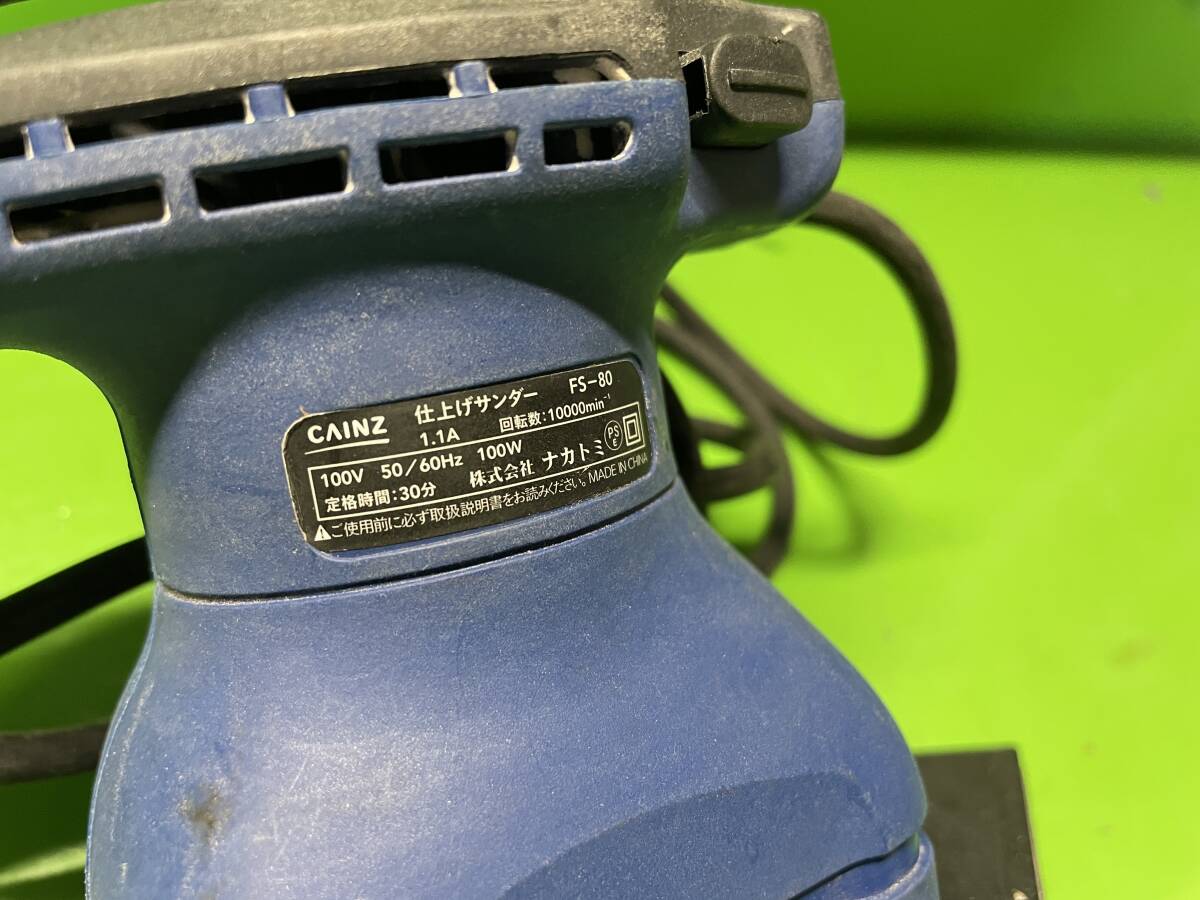 CAINZ 仕上げサンダー FS-80
1.1A 回転数:10000min⁻¹
100V 50/60Hz 100W
定格時間:30分 株式会社 ナカトミ PSE
⚠ご使用前に必ず取扱説明書をお読みください。MADE IN CHINA